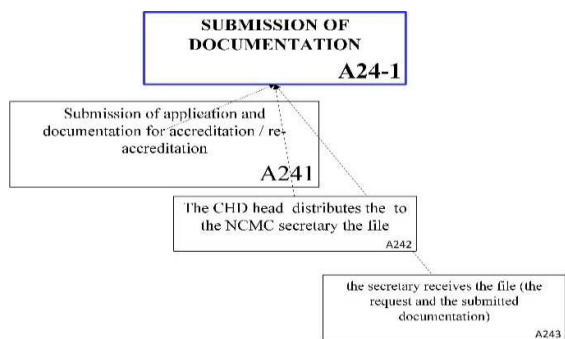 SUBMISSION OF
DOCUMENTATION
A24-1
Submission of application and
documentation for accreditation / re-
accreditation
A241
The CHD head distributes the to
the NCMC secretary the file
A242
the secretary receives the file (the
request and the submitted
documentation)
A243